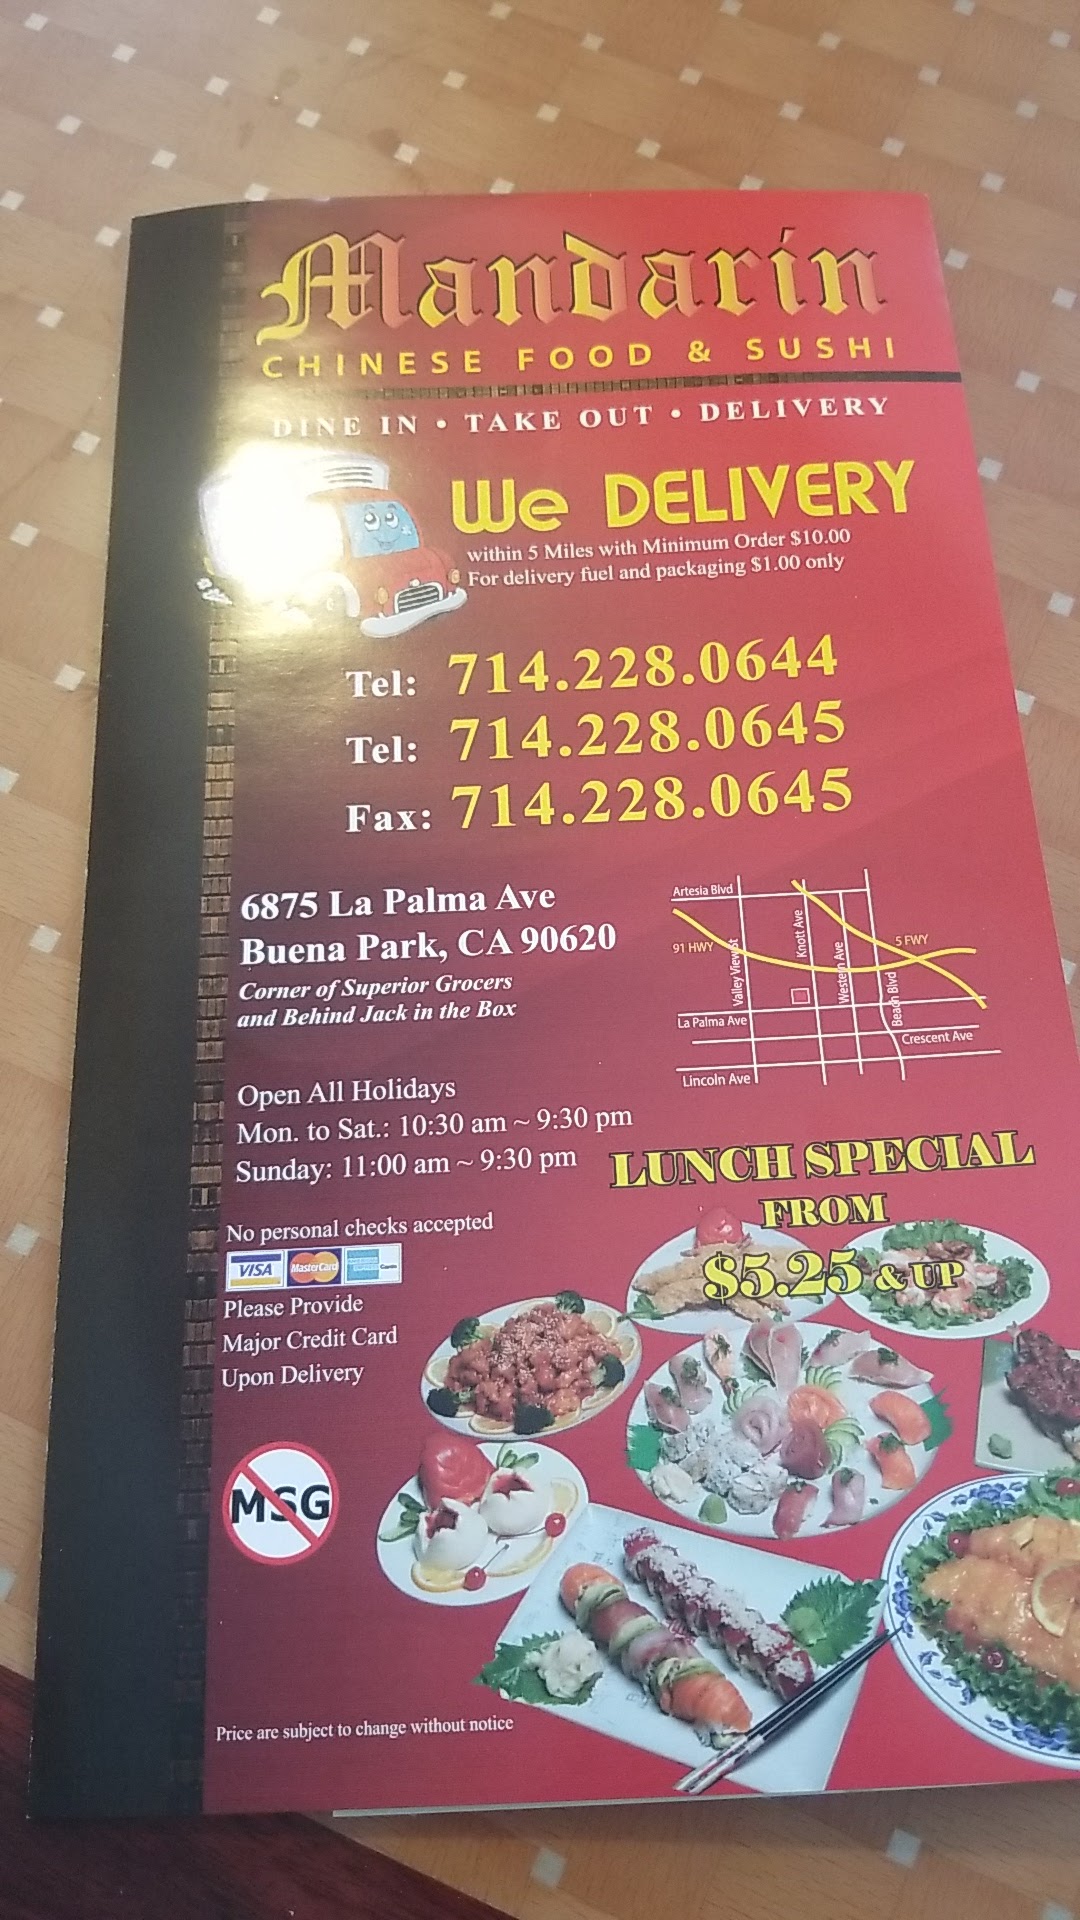 Mandarin
CHINESE FOOD & SUSHI
DINE IN • TAKE OUT • DELIVERY
We DELIVERY
within 5 Miles with Minimum Order $10.00
For delivery fuel and packaging $1.00 only
Tel: 714.228.0644
Tel: 714.228.0645
Fax: 714.228.0645
6875 La Palma Ave
Buena Park, CA 90620
Corner of Superior Grocers
and Behind Jack in the Box
Artesia Blvd
91 HWY
Valley View St
Knott Ave
Western Ave
5 FWY
Beach Blvd
La Palma Ave
Crescent Ave
Lincoln Ave
Open All Holidays
Mon. to Sat.: 10:30 am ~ 9:30 pm
Sunday: 11:00 am ~ 9:30 pm
LUNCH SPECIAL
FROM
$5.25 & UP
No personal checks accepted
VISA
MasterCard
Please Provide
Major Credit Card
Upon Delivery
MSG
Price are subject to change without notice